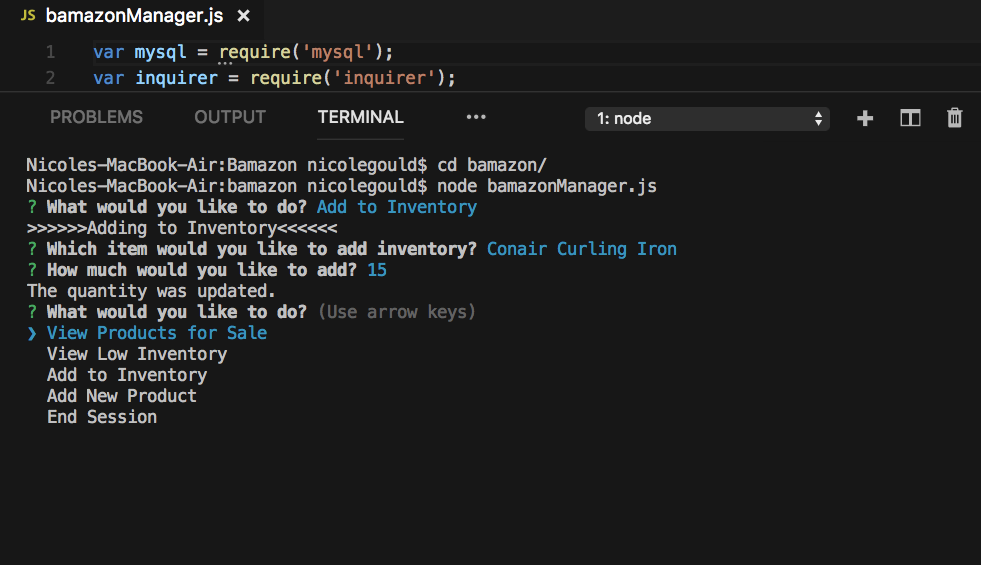 JS bamazonManager.js ×
1 var mysql = require('mysql');
2 var inquirer = require('inquirer');
PROBLEMS OUTPUT TERMINAL ••• 1: node
Nicoles-MacBook-Air:Bamazon nicolegould$ cd bamazon/
Nicoles-MacBook-Air:bamazon nicolegould$ node bamazonManager.js
? What would you like to do? Add to Inventory
>>>>>>Adding to Inventory<<<<<<
? Which item would you like to add inventory? Conair Curling Iron
? How much would you like to add? 15
The quantity was updated.
? What would you like to do? (Use arrow keys)
❯ View Products for Sale
View Low Inventory
Add to Inventory
Add New Product
End Session